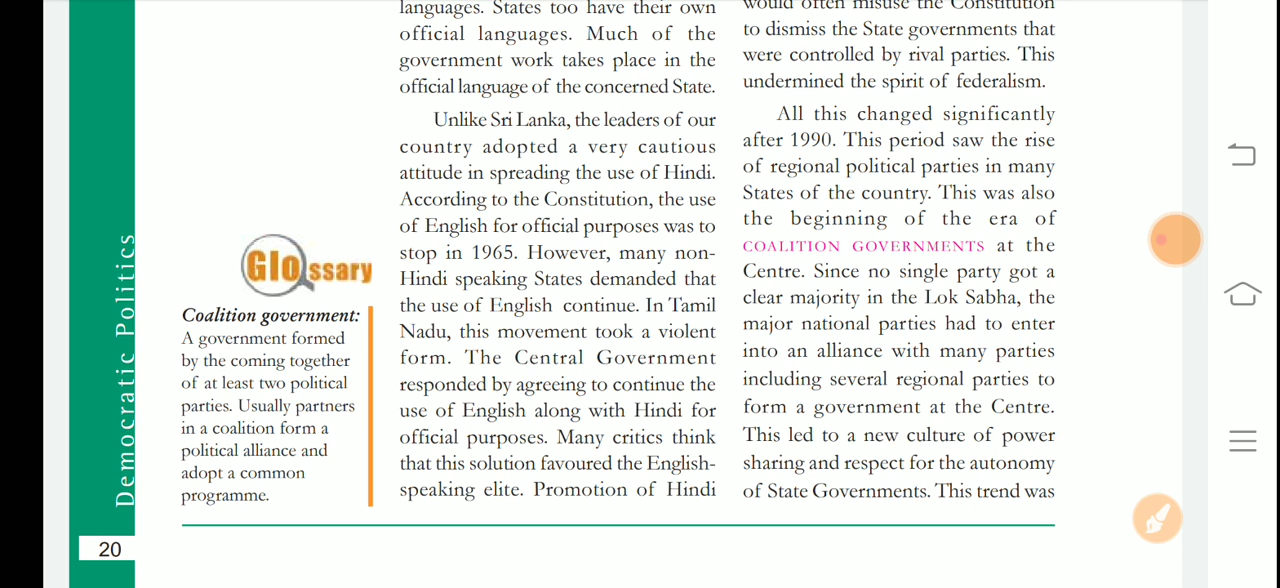 languages. States too have their own
official languages. Much of the
government work takes place in the
official language of the concerned State.
Unlike Sri Lanka, the leaders of our
country adopted a very cautious
attitude in spreading the use of Hindi.
According to the Constitution, the use
of English for official purposes was to
stop in 1965. However, many non-
Hindi speaking States demanded that
the use of English continue. In Tamil
Nadu, this movement took a violent
form. The Central Government
responded by agreeing to continue the
use of English along with Hindi for
official purposes. Many critics think
that this solution favoured the English-
speaking elite. Promotion of Hindi
would often misuse the Constitution
to dismiss the State governments that
were controlled by rival parties. This
undermined the spirit of federalism.
All this changed significantly
after 1990. This period saw the rise
of regional political parties in many
States of the country. This was also
the beginning of the era of
COALITION GOVERNMENTS at the
Centre. Since no single party got a
clear majority in the Lok Sabha, the
major national parties had to enter
into an alliance with many parties
including several regional parties to
form a government at the Centre.
This led to a new culture of power
sharing and respect for the autonomy
of State Governments. This trend was
Glossary
Coalition government:
A government formed
by the coming together
of at least two political
parties. Usually partners
in a coalition form a
political alliance and
adopt a common
programme.
Democratic Politics
20